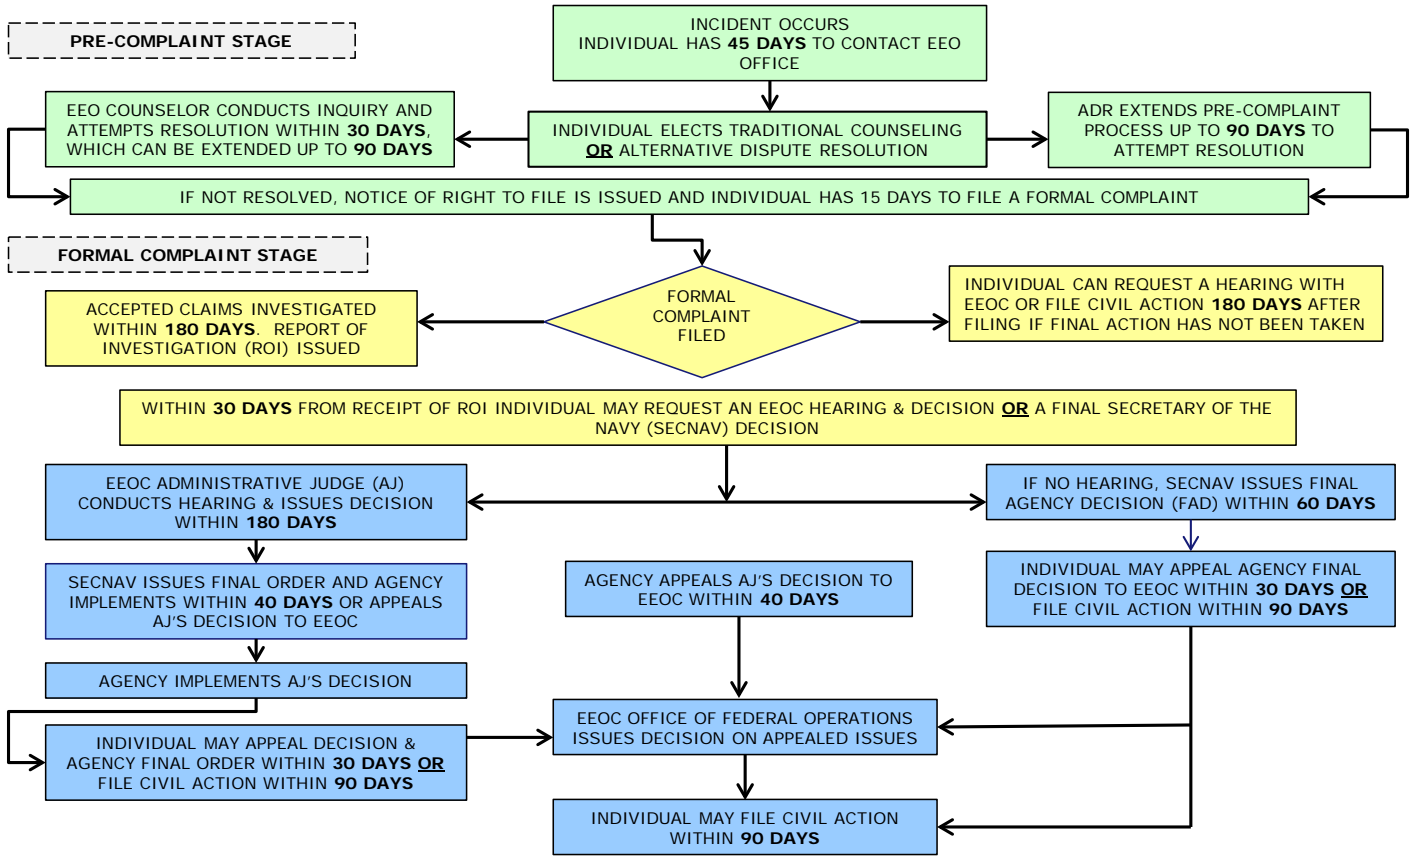 PRE-COMPLAINT STAGE
INCIDENT OCCURS
INDIVIDUAL HAS 45 DAYS TO CONTACT EEO
OFFICE
EEO COUNSELOR CONDUCTS INQUIRY AND
ATTEMPTS RESOLUTION WITHIN 30 DAYS,
WHICH CAN BE EXTENDED UP TO 90 DAYS
INDIVIDUAL ELECTS TRADITIONAL COUNSELING
OR ALTERNATIVE DISPUTE RESOLUTION
ADR EXTENDS PRE-COMPLAINT
PROCESS UP TO 90 DAYS TO
ATTEMPT RESOLUTION
IF NOT RESOLVED, NOTICE OF RIGHT TO FILE IS ISSUED AND INDIVIDUAL HAS 15 DAYS TO FILE A FORMAL COMPLAINT
FORMAL COMPLAINT STAGE
ACCEPTED CLAIMS INVESTIGATED
WITHIN 180 DAYS. REPORT OF
INVESTIGATION (ROI) ISSUED
FORMAL
COMPLAINT
FILED
INDIVIDUAL CAN REQUEST A HEARING WITH
EEOC OR FILE CIVIL ACTION 180 DAYS AFTER
FILING IF FINAL ACTION HAS NOT BEEN TAKEN
WITHIN 30 DAYS FROM RECEIPT OF ROI INDIVIDUAL MAY REQUEST AN EEOC HEARING & DECISION OR A FINAL SECRETARY OF THE
NAVY (SECNAV) DECISION
EEOC ADMINISTRATIVE JUDGE (AJ)
CONDUCTS HEARING & ISSUES DECISION
WITHIN 180 DAYS
IF NO HEARING, SECNAV ISSUES FINAL
AGENCY DECISION (FAD) WITHIN 60 DAYS
SECNAV ISSUES FINAL ORDER AND AGENCY
IMPLEMENTS WITHIN 40 DAYS OR APPEALS
AJ'S DECISION TO EEOC
AGENCY APPEALS AJ'S DECISION TO
EEOC WITHIN 40 DAYS
INDIVIDUAL MAY APPEAL AGENCY FINAL
DECISION TO EEOC WITHIN 30 DAYS OR
FILE CIVIL ACTION WITHIN 90 DAYS
AGENCY IMPLEMENTS AJ'S DECISION
INDIVIDUAL MAY APPEAL DECISION &
AGENCY FINAL ORDER WITHIN 30 DAYS OR
FILE CIVIL ACTION WITHIN 90 DAYS
EEOC OFFICE OF FEDERAL OPERATIONS
ISSUES DECISION ON APPEALED ISSUES
INDIVIDUAL MAY FILE CIVIL ACTION
WITHIN 90 DAYS